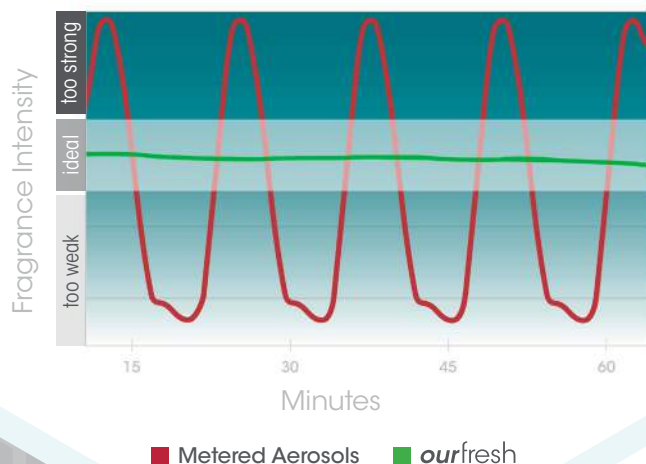 Fragrance Intensity
too strong
ideal
too weak
15 30 45 60
Minutes
Metered Aerosols ourfresh